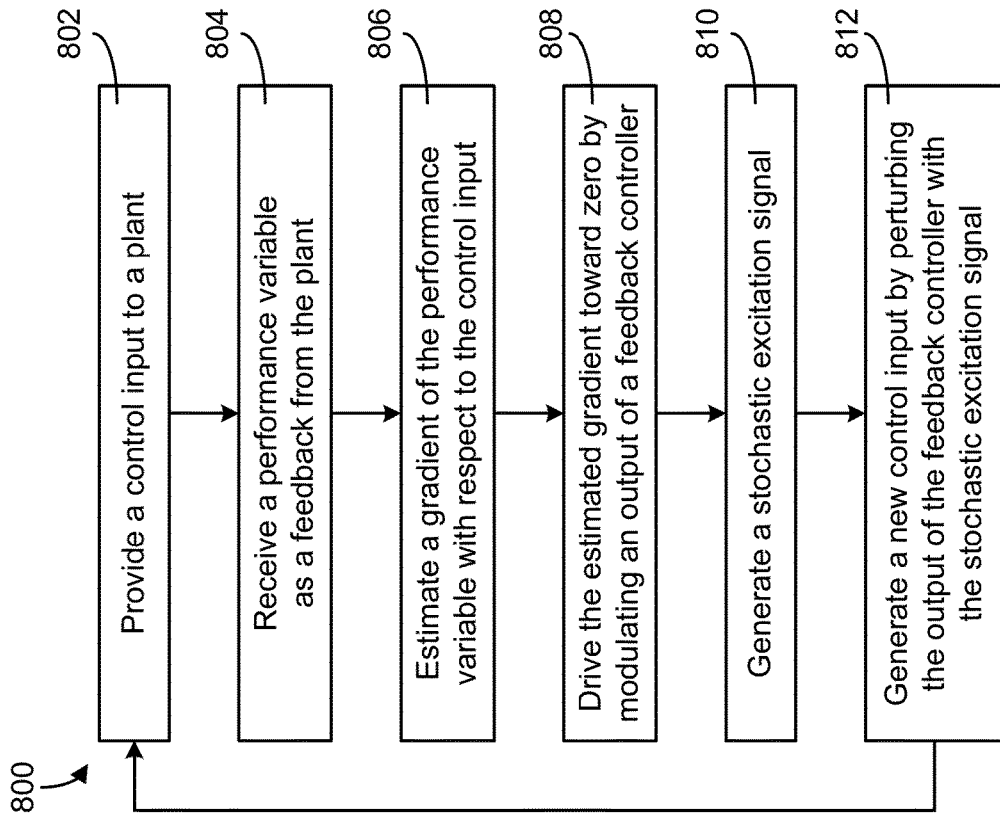 800
802
Provide a control input to a plant
804
Receive a performance variable
as a feedback from the plant
806
Estimate a gradient of the performance
variable with respect to the control input
808
Drive the estimated gradient toward zero by
modulating an output of a feedback controller
810
Generate a stochastic excitation signal
812
Generate a new control input by perturbing
the output of the feedback controller with
the stochastic excitation signal